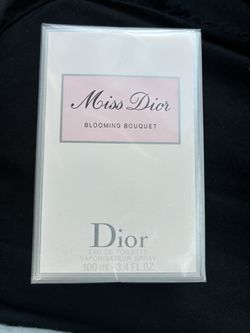 Miss Dior
BLOOMING BOUQUET
Dior
EAU DE TOILETTE
VAPORISATEUR SPRAY
100 ml - 3.4 FL.OZ